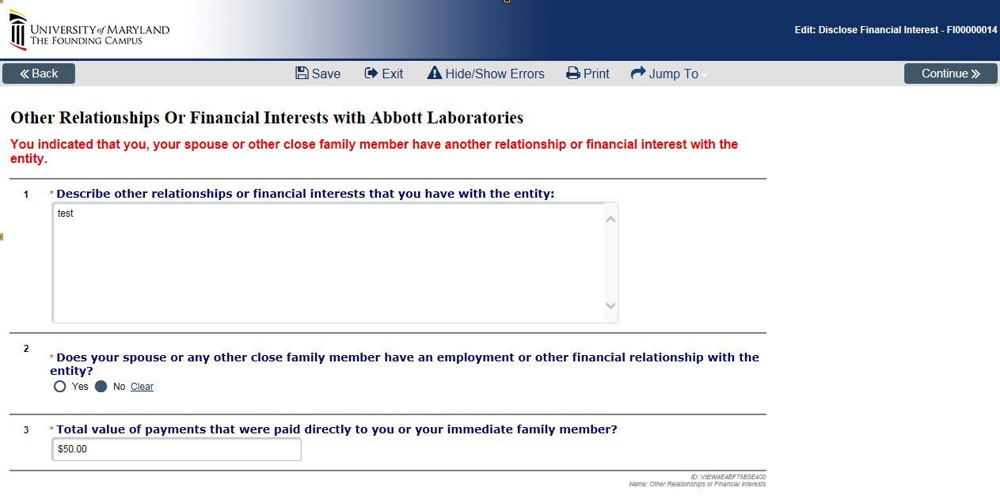 UNIVERSITY of MARYLAND
THE FOUNDING CAMPUS
Edit: Disclose Financial Interest - FI00000014
Back
Save
Exit
Hide/Show Errors
Print
Jump To
Continue
Other Relationships Or Financial Interests with Abbott Laboratories
You indicated that you, your spouse or other close family member have another relationship or financial interest with the
entity.
1 * Describe other relationships or financial interests that you have with the entity:
test
2
* Does your spouse or any other close family member have an employment or other financial relationship with the
entity?
Yes No Clear
3 * Total value of payments that were paid directly to you or your immediate family member?
$50.00
ID: VIEW4E4BF75B5E400
Name: Other Relationships or Financial Interests